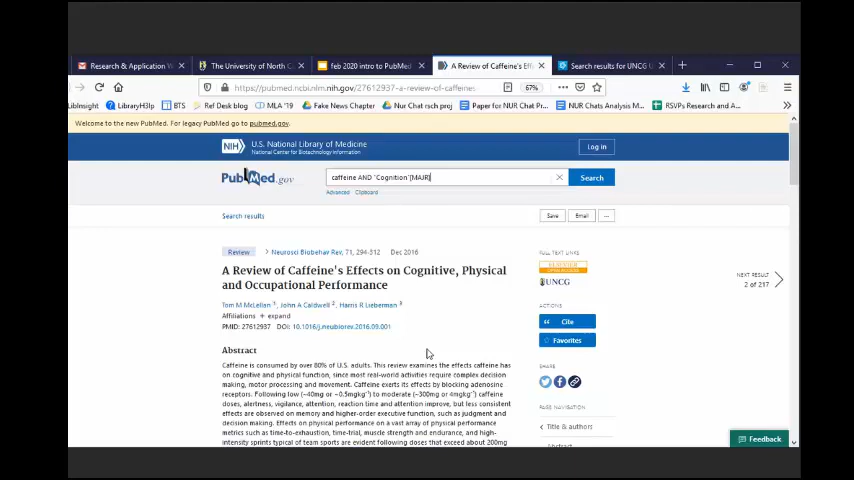 Research & Application W
The University of North C
feb 2020 intro to PubMed
A Review of Caffeine's Effe
Search results for UNCG U
https://pubmed.ncbi.nlm.nih.gov/27612937-a-review-of-caffeines
67%
LibInsight
LibraryH3lp
BTS
Ref Desk blog
MLA '19
Fake News Chapter
Nur Chat rsch proj
Paper for NUR Chat Pr...
NUR Chats Analysis M...
RSVPs Research and A...
Welcome to the new PubMed. For legacy PubMed go to pubmed.gov.
NIH
U.S. National Library of Medicine
National Center for Biotechnology Information
Log in
PubMed.gov
caffeine AND "Cognition"[MAJR]
Search
Advanced Clipboard
Search results
Save
Email
...
Review
Neurosci Biobehav Rev, 71, 294-312 Dec 2016
A Review of Caffeine's Effects on Cognitive, Physical
and Occupational Performance
Tom M McLellan 1, John A Caldwell 2, Harris R Lieberman 3
Affiliations + expand
PMID: 27612937 DOI: 10.1016/j.neubiorev.2016.09.001
Abstract
Caffeine is consumed by over 80% of U.S. adults. This review examines the effects caffeine has
on cognitive and physical function, since most real-world activities require complex decision
making, motor processing and movement. Caffeine exerts its effects by blocking adenosine
receptors. Following low (~40mg or ~0.5mgkg-1) to moderate (~300mg or 4mgkg-1) caffeine
doses, alertness, vigilance, attention, reaction time and attention improve, but less consistent
effects are observed on memory and higher-order executive function, such as judgment and
decision making. Effects on physical performance on a vast array of physical performance
metrics such as time-to-exhaustion, time-trial, muscle strength and endurance, and high-
intensity sprints typical of team sports are evident following doses that exceed about 200mg
FULL TEXT LINKS
ELSEVIER
OPEN ACCESS
UNCG
ACTIONS
Cite
Favorites
SHARE
PAGE NAVIGATION
Title & authors
Abstract
NEXT RESULT
2 of 217
Feedback